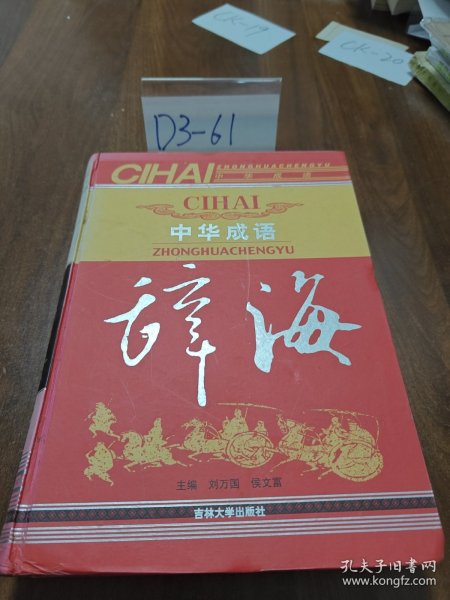 CK-19
CK-20
D3-61
CIHAI
ZHONGHUACHENGYU
中华成语
CIHAI
中华成语
ZHONGHUACHENGYU
辞海
主编 刘万国 侯文富
吉林大学出版社
孔夫子旧书网
www.kongfz.com